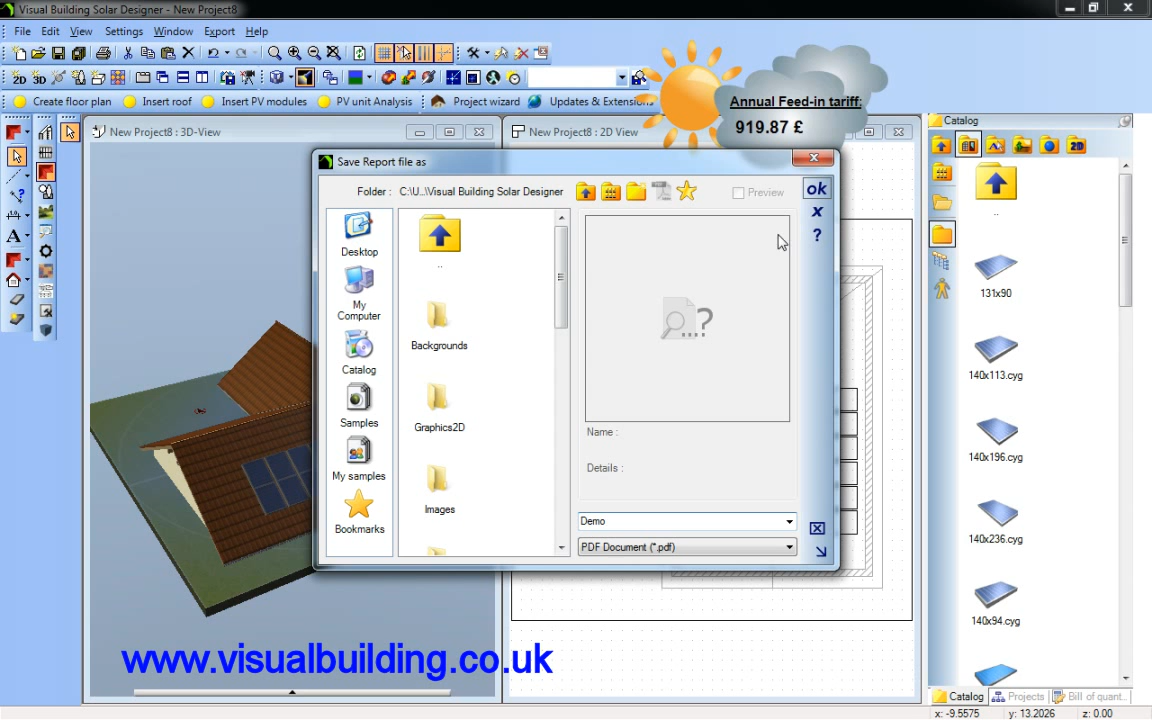 Visual Building Solar Designer - New Project8
File Edit View Settings Window Export Help
2D 3D
Create floor plan Insert roof Insert PV modules PV unit Analysis Project wizard Updates & Extensions
Annual Feed-in tariff:
919.87 £
New Project8 : 3D-View
New Project8 : 2D View
Catalog
2D
Save Report file as
Folder : C:\U...\Visual Building Solar Designer
Preview
ok
x
?
Desktop
My
Computer
Catalog
Samples
My samples
Bookmarks
..
Backgrounds
Graphics2D
Images
...?
Name :
Details :
Demo
PDF Document (*.pdf)
A
..
131x90
140x113.cyg
140x196.cyg
140x236.cyg
140x94.cyg
www.visualbuilding.co.uk
Catalog Projects Bill of quant...
x: -9.5575 y: 13.2026 z: 0.00